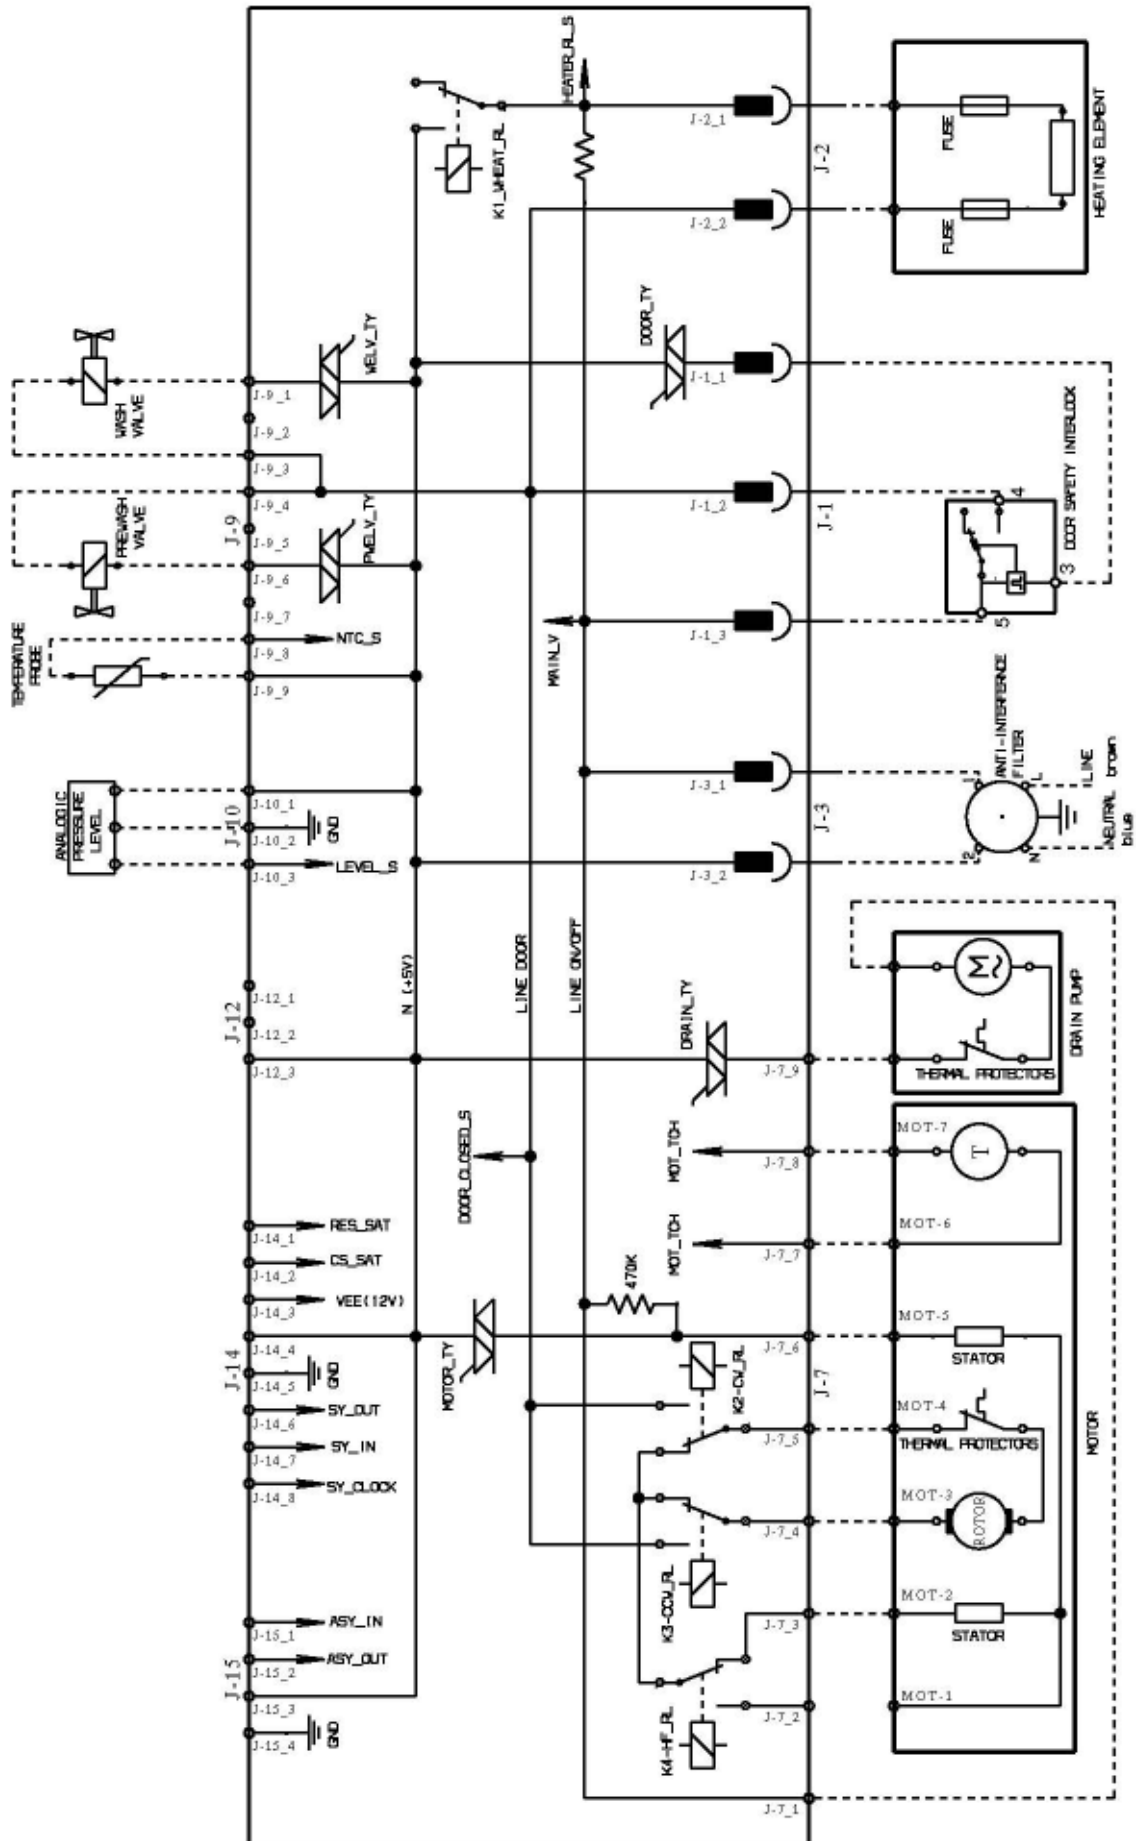 HEATER_RL_S
K1_WHEAT_RL
J-2_1
J-2
J-2_2
FUSE
FUSE
HEATING ELEMENT
WASH
VALVE
J-9_1
J-9_2
J-9_3
WELV_TY
DOOR_TY
J-1_1
PREWASH
VALVE
J-9
J-9_4
J-9_5
J-9_6
J-9_7
PWELV_TY
J-1_2
J-1
DOOR SAFETY INTERLOCK
4
3
5
TEMPERATURE
PROBE
J-9_8
J-9_9
NTC_S
MAIN_V
J-1_3
ANALOGIC
PRESSURE
LEVEL
J-10
J-10_1
J-10_2
J-10_3
GND
LEVEL_S
J-3_1
J-3
J-3_2
ANTI-INTERFERENCE
FILTER
1
L
2
N
LINE
brown
NEUTRAL
blue
J-12
J-12_1
J-12_2
J-12_3
N (+5V)
LINE DOOR
LINE ON/OFF
DRAIN_TY
J-7_9
M
THERMAL PROTECTORS
DRAIN PUMP
DOOR_CLOSED_S
MOT_TCH
J-7_8
MOT_TCH
J-7_7
MOT-7
T
MOT-6
J-14_1
RES_SAT
J-14_2
CS_SAT
J-14_3
VEE(12V)
J-14
J-14_4
J-14_5
GND
J-14_6
SY_OUT
J-14_7
SY_IN
J-14_8
SY_CLOCK
MOTOR_TY
470K
J-7_6
J-7
K2-CW_RL
J-7_5
J-7_4
K3-CCW_RL
J-7_3
K4-HF_RL
J-7_2
J-7_1
MOT-5
STATOR
MOT-4
THERMAL PROTECTORS
MOT-3
ROTOR
MOT-2
STATOR
MOT-1
MOTOR
J-15
J-15_1
ASY_IN
J-15_2
ASY_OUT
J-15_3
J-15_4
GND